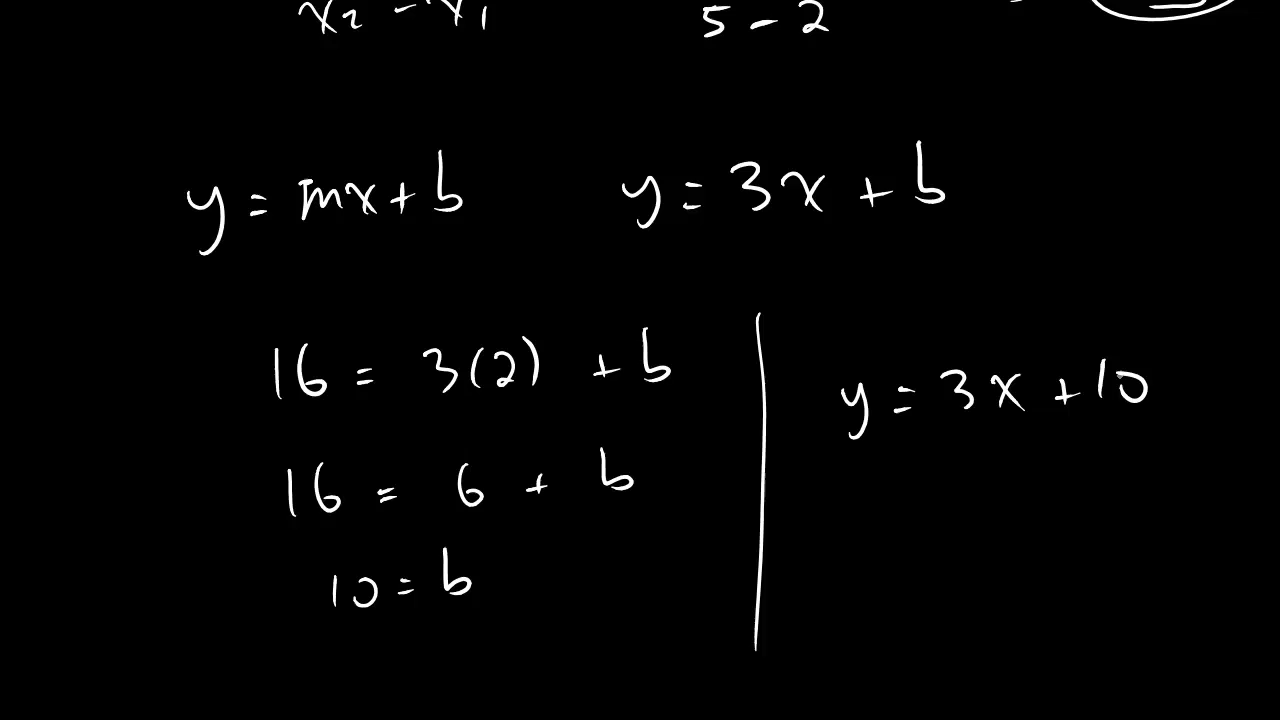 x₂ - x₁ 5 - 2
y = mx + b y = 3x + b
16 = 3(2) + b
y = 3x + 10
16 = 6 + b
10 = b